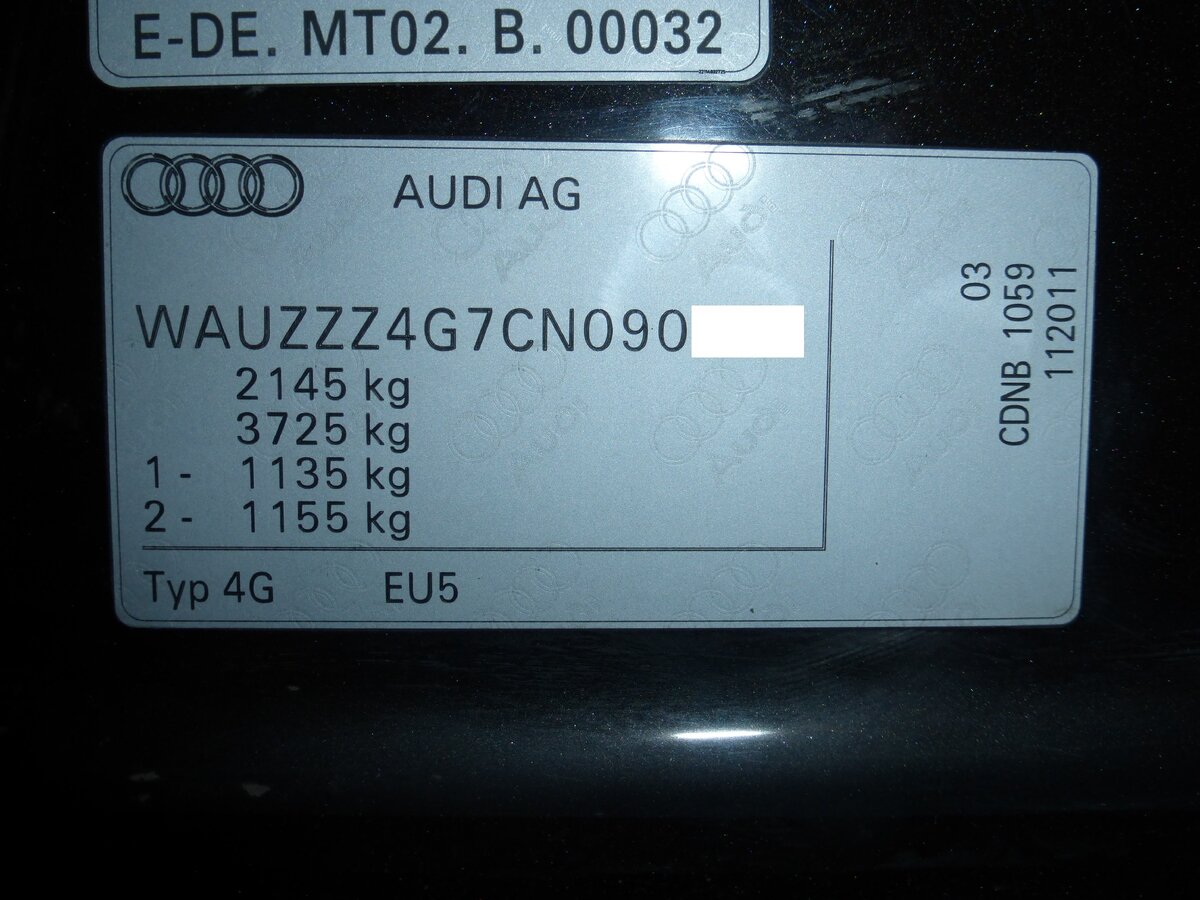 E-DE. MT02. B. 00032
AUDI AG
WAUZZZ4G7CN090
2145 kg
3725 kg
1 - 1135 kg
2 - 1155 kg
Typ 4G EU5
03
CDNB 1059
112011